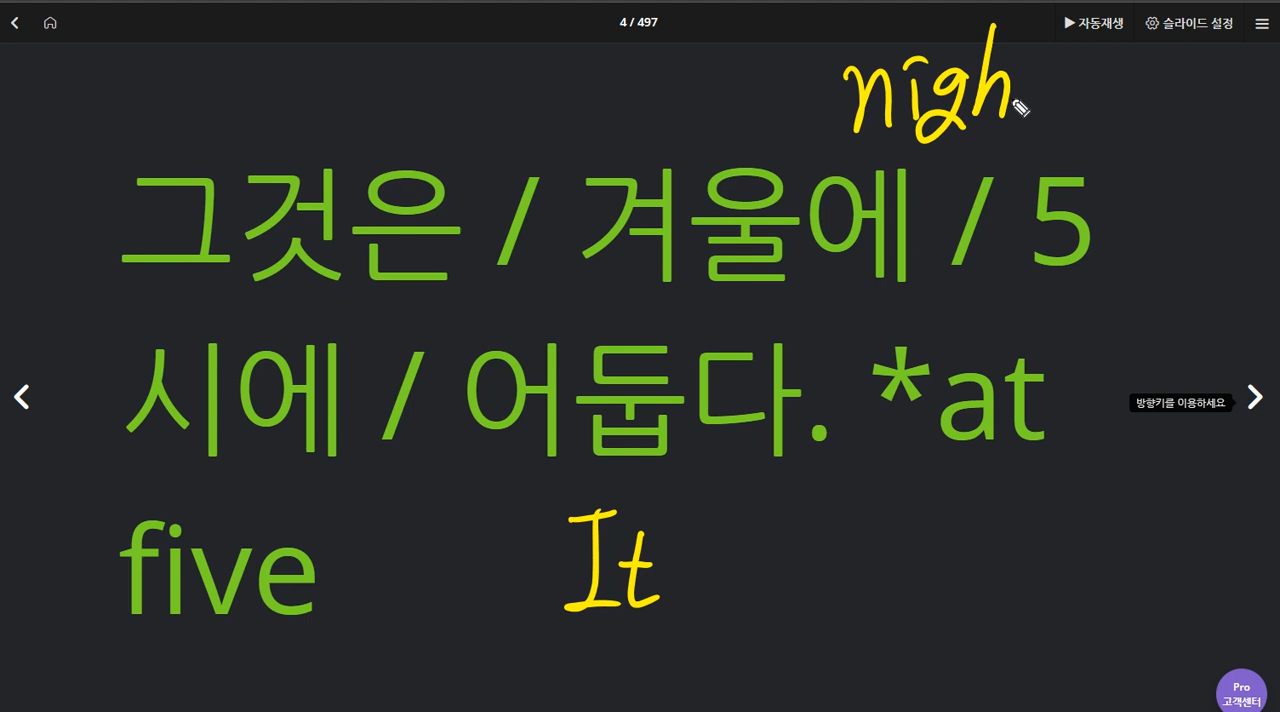 4 / 497
▶ 자동재생
슬라이드 설정
nigh
그것은 / 겨울에 / 5
시에 / 어둡다. *at
방향키를 이용하세요
five
It
Pro
고객센터